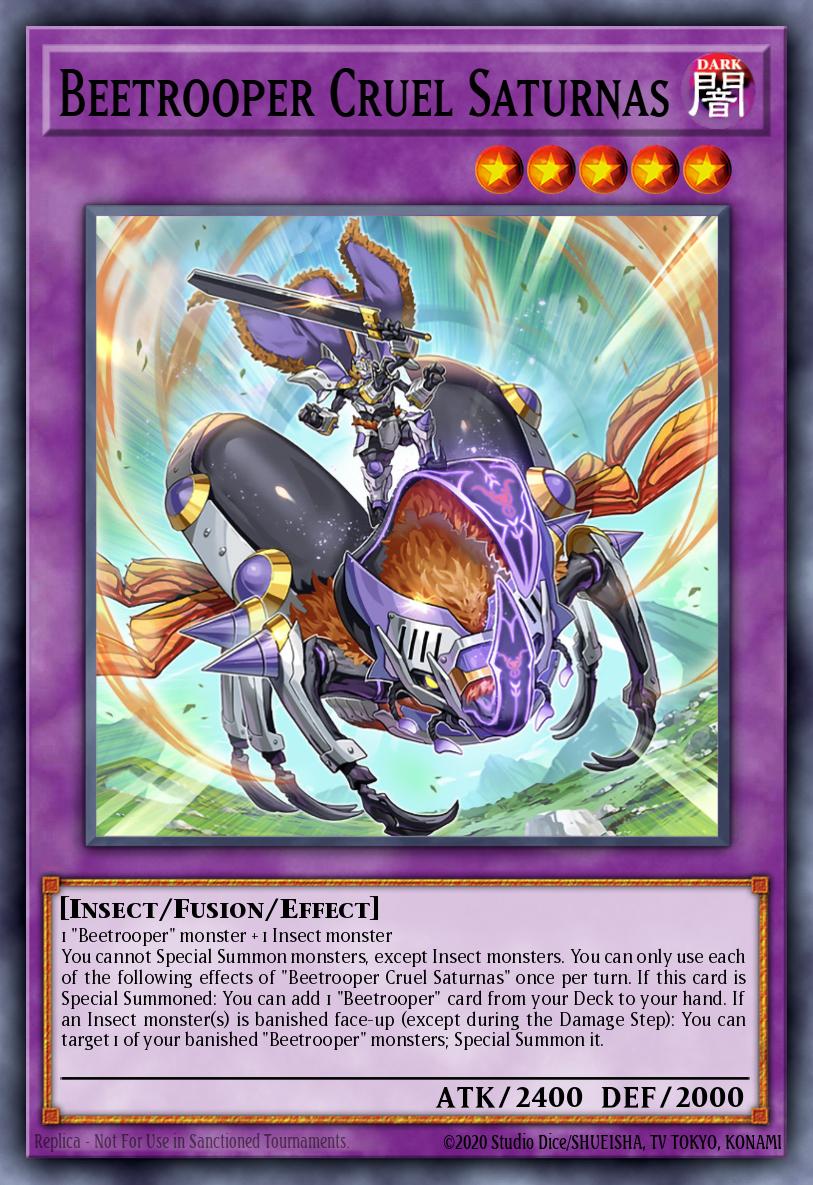 Beetrooper Cruel Saturnas
DARK
闇
[Insect/Fusion/Effect]
1 "Beetrooper" monster + 1 Insect monster
You cannot Special Summon monsters, except Insect monsters. You can only use each
of the following effects of "Beetrooper Cruel Saturnas" once per turn. If this card is
Special Summoned: You can add 1 "Beetrooper" card from your Deck to your hand. If
an Insect monster(s) is banished face-up (except during the Damage Step): You can
target 1 of your banished "Beetrooper" monsters; Special Summon it.
ATK/2400 DEF/2000
Replica - Not For Use in Sanctioned Tournaments.
©2020 Studio Dice/SHUEISHA, TV TOKYO, KONAMI